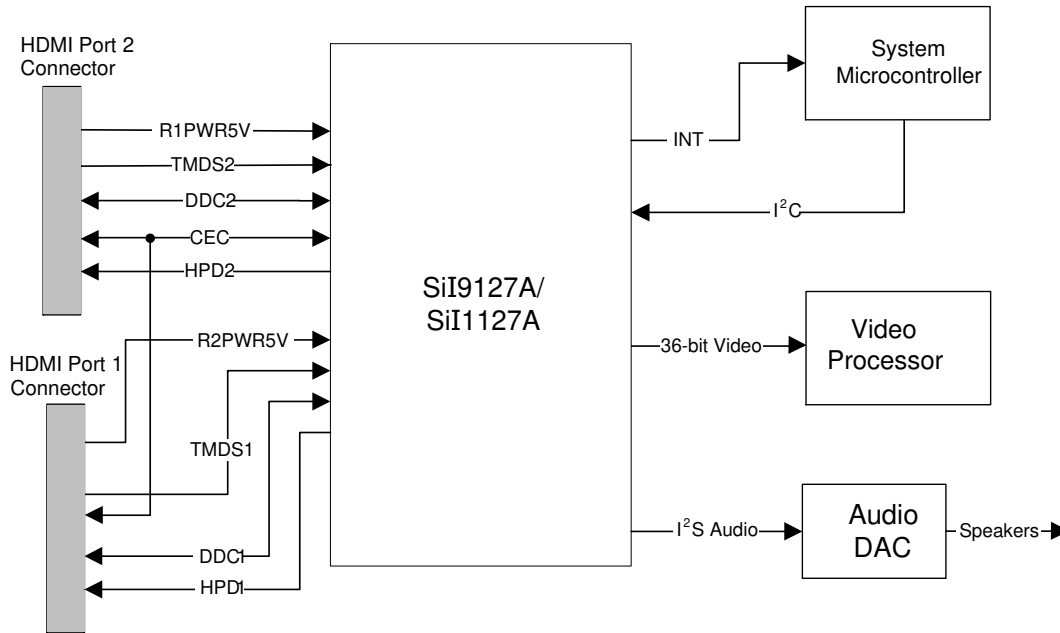 HDMI Port 2
Connector
R1PWR5V
TMDS2
DDC2
CEC
HPD2
HDMI Port 1
Connector
R2PWR5V
TMDS1
DDC1
HPD1
SiI9127A/
SiI1127A
INT
I²C
36-bit Video
I²S Audio
System
Microcontroller
Video
Processor
Audio
DAC
Speakers